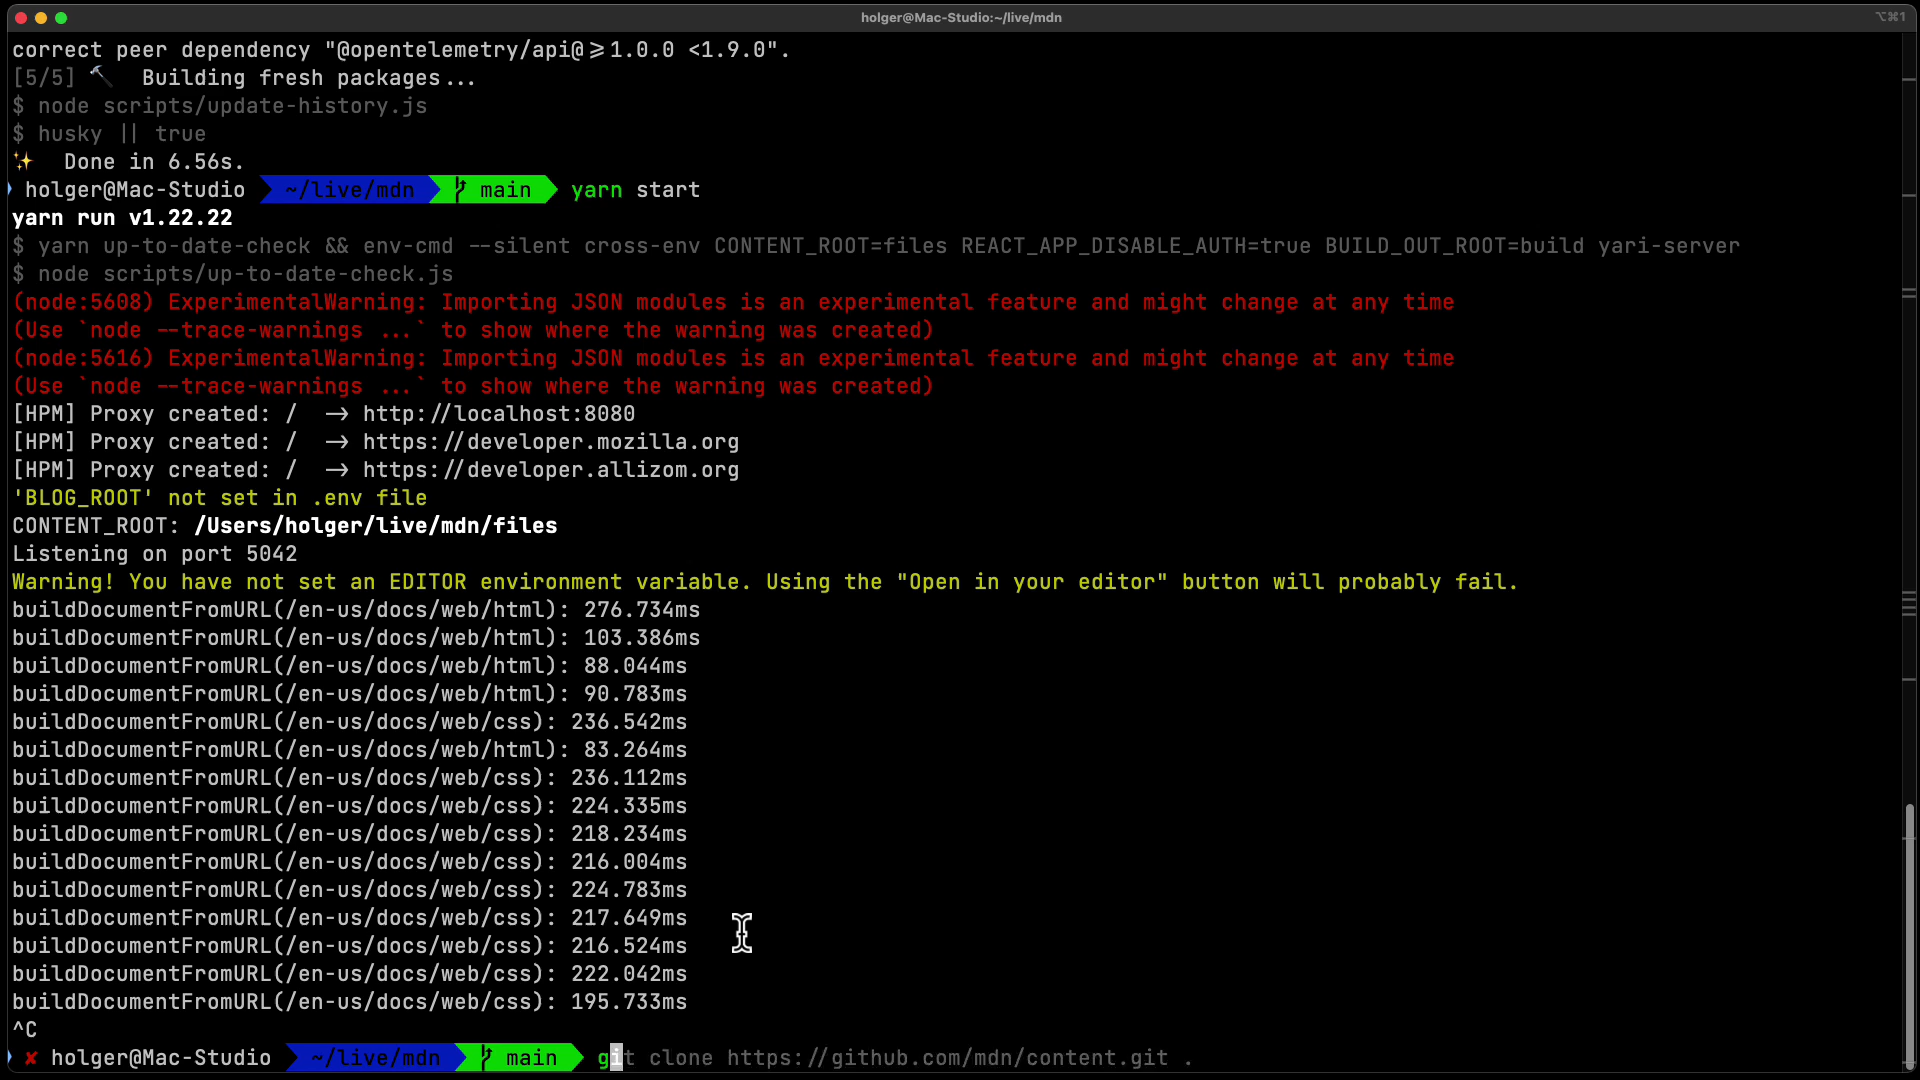 holger@Mac-Studio:~/live/mdn
⌥⌘1
correct peer dependency "@opentelemetry/api@>=1.0.0 <1.9.0".
[5/5] 🔨  Building fresh packages...
$ node scripts/update-history.js
$ husky || true
✨  Done in 6.56s.
holger@Mac-Studio ~/live/mdn main yarn start
yarn run v1.22.22
$ yarn up-to-date-check && env-cmd --silent cross-env CONTENT_ROOT=files REACT_APP_DISABLE_AUTH=true BUILD_OUT_ROOT=build yari-server
$ node scripts/up-to-date-check.js
(node:5608) ExperimentalWarning: Importing JSON modules is an experimental feature and might change at any time
(Use `node --trace-warnings ...` to show where the warning was created)
(node:5616) ExperimentalWarning: Importing JSON modules is an experimental feature and might change at any time
(Use `node --trace-warnings ...` to show where the warning was created)
[HPM] Proxy created: /  -> http://localhost:8080
[HPM] Proxy created: /  -> https://developer.mozilla.org
[HPM] Proxy created: /  -> https://developer.allizom.org
'BLOG_ROOT' not set in .env file
CONTENT_ROOT: /Users/holger/live/mdn/files
Listening on port 5042
Warning! You have not set an EDITOR environment variable. Using the "Open in your editor" button will probably fail.
buildDocumentFromURL(/en-us/docs/web/html): 276.734ms
buildDocumentFromURL(/en-us/docs/web/html): 103.386ms
buildDocumentFromURL(/en-us/docs/web/html): 88.044ms
buildDocumentFromURL(/en-us/docs/web/html): 90.783ms
buildDocumentFromURL(/en-us/docs/web/css): 236.542ms
buildDocumentFromURL(/en-us/docs/web/html): 83.264ms
buildDocumentFromURL(/en-us/docs/web/css): 236.112ms
buildDocumentFromURL(/en-us/docs/web/css): 224.335ms
buildDocumentFromURL(/en-us/docs/web/css): 218.234ms
buildDocumentFromURL(/en-us/docs/web/css): 216.004ms
buildDocumentFromURL(/en-us/docs/web/css): 224.783ms
buildDocumentFromURL(/en-us/docs/web/css): 217.649ms
buildDocumentFromURL(/en-us/docs/web/css): 216.524ms
buildDocumentFromURL(/en-us/docs/web/css): 222.042ms
buildDocumentFromURL(/en-us/docs/web/css): 195.733ms
^C
✘ holger@Mac-Studio ~/live/mdn main git clone https://github.com/mdn/content.git .